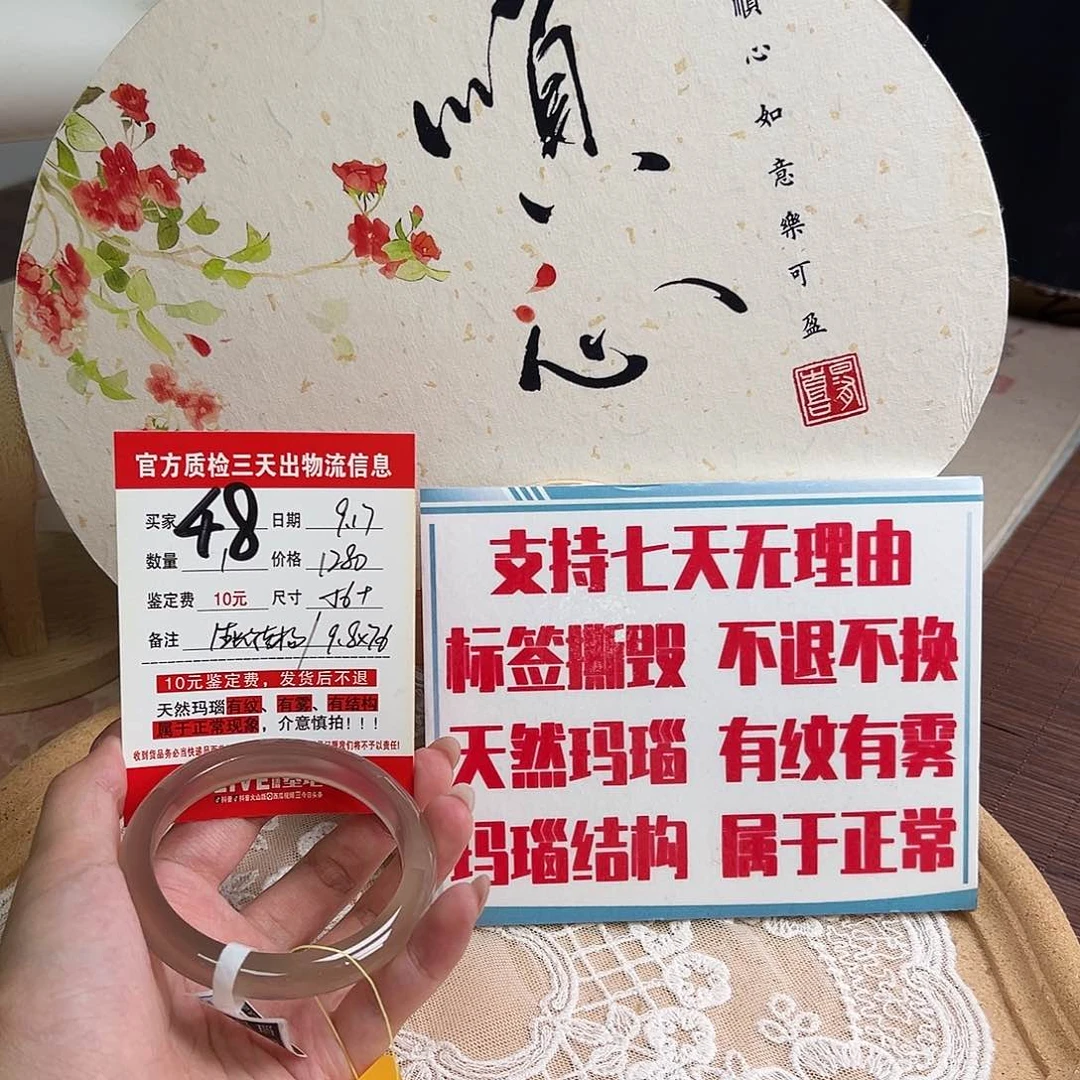 順心
順心如意樂可盈
官方质检三天出物流信息
买家 48 日期 9.17
数量 1 价格 1280
鉴定费 10元 尺寸 56+
备注 9.8x7.6
10元鉴定费，发货后不退
天然玛瑙有纹、有雾、有结构
属于正常现象，介意慎拍！！！
支持七天无理由
标签撕毁 不退不换
天然玛瑙 有纹有雾
玛瑙结构 属于正常